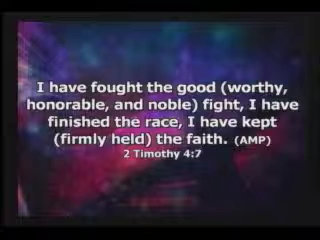 I have fought the good (worthy,
honorable, and noble) fight, I have
finished the race, I have kept
(firmly held) the faith. (AMP)
2 Timothy 4:7